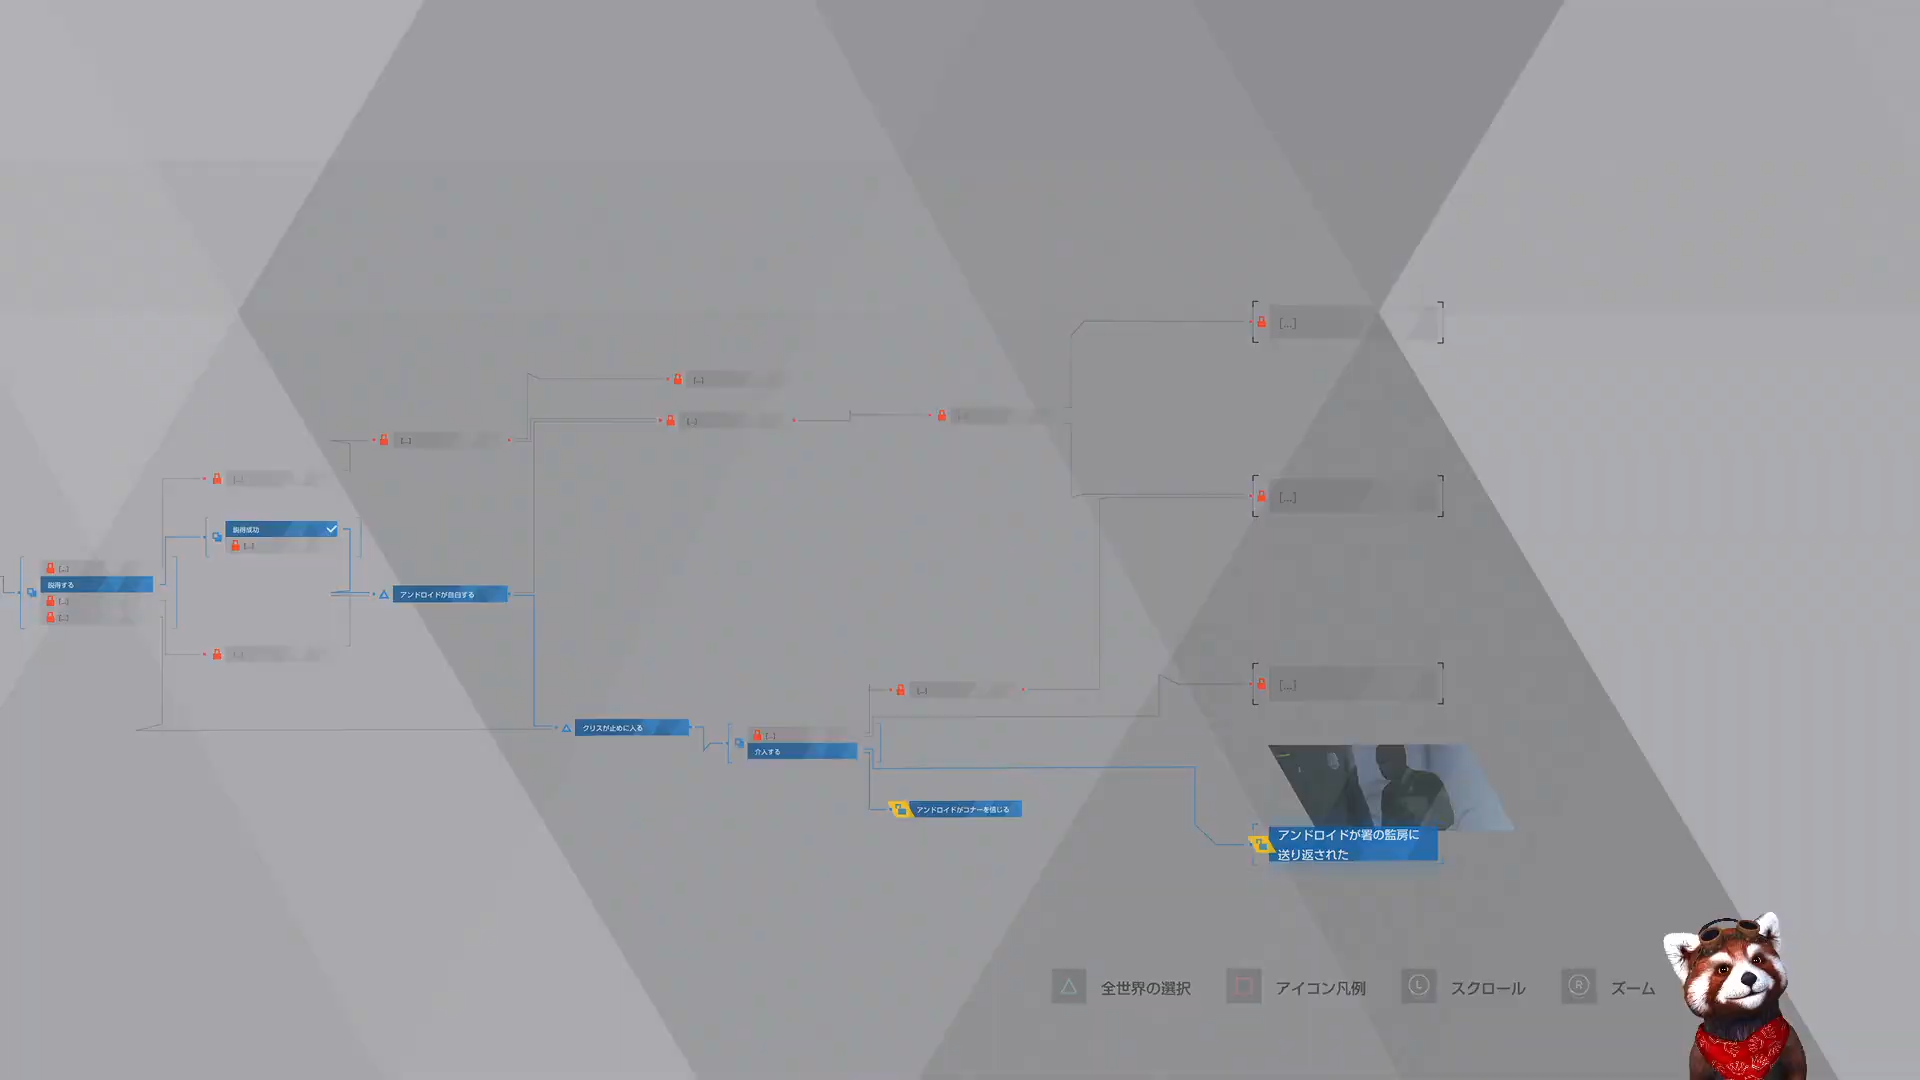 [...]
[...]
[...]
[...]
[...]
[...]
説得成功
[...]
[...]
説得する
[...]
[...]
アンドロイドが自白する
[...]
[...]
[...]
クリスが止めに入る
[...]
介入する
アンドロイドがコナーを信じる
アンドロイドが署の監房に
送り返された
全世界の選択
アイコン凡例
L
スクロール
R
ズーム